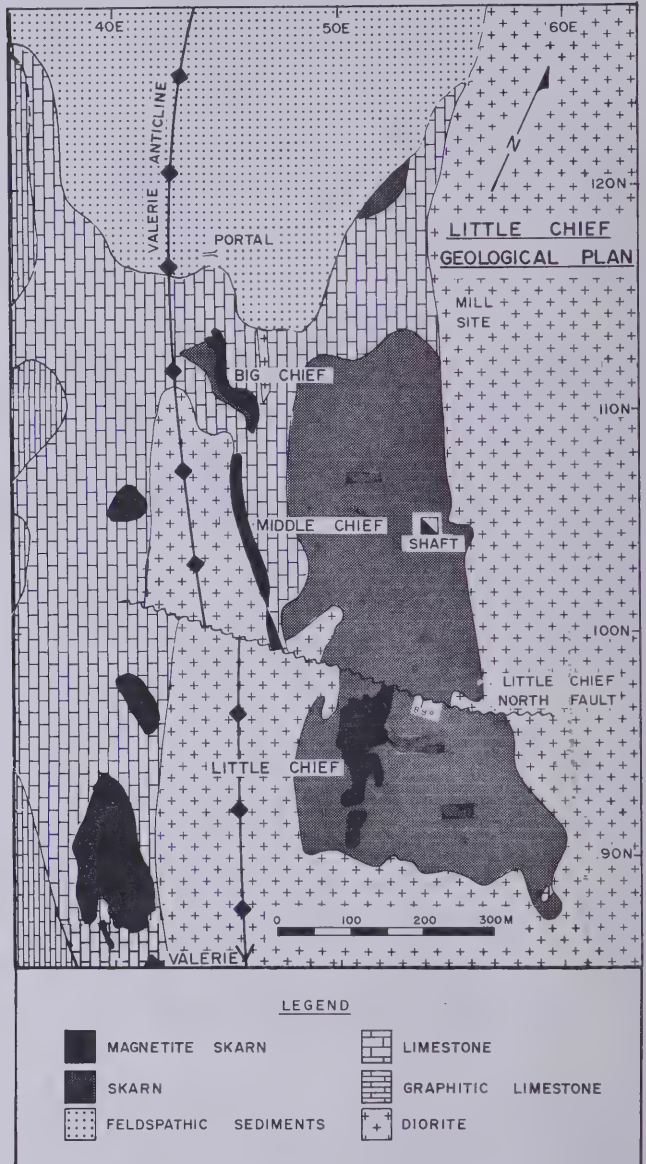 40E 50E 60E
VALERIE ANTICLINE
N
120N
PORTAL
LITTLE CHIEF
GEOLOGICAL PLAN
MILL
SITE
BIG CHIEF
110N
MIDDLE CHIEF
SHAFT
100N
LITTLE CHIEF
NORTH FAULT
LITTLE CHIEF
90N
0 100 200 300M
VALERIE
LEGEND
MAGNETITE SKARN
LIMESTONE
SKARN
GRAPHITIC LIMESTONE
FELDSPATHIC SEDIMENTS
DIORITE